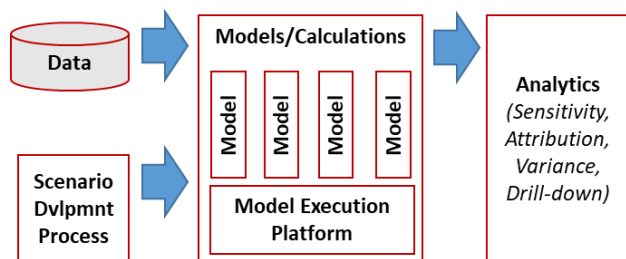 Data
Scenario
Dvlpmnt
Process
Models/Calculations
Model
Model
Model
Model
Model Execution
Platform
Analytics
(Sensitivity,
Attribution,
Variance,
Drill-down)